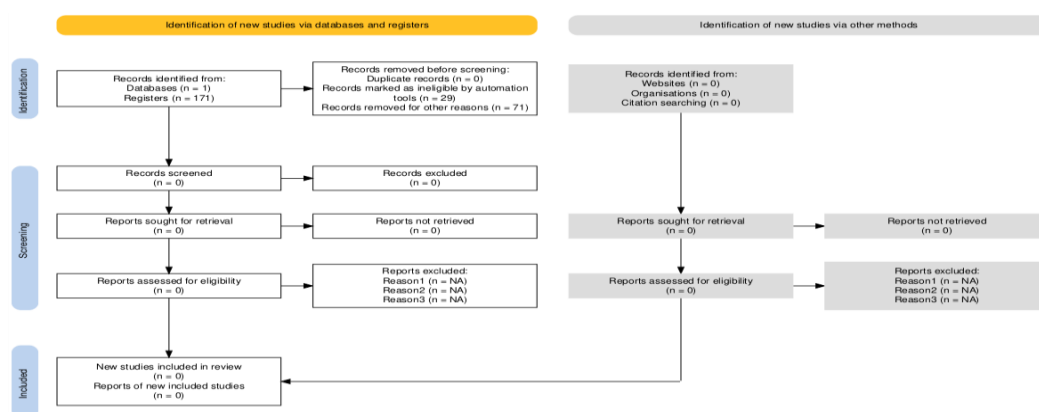 Identification of new studies via databases and registers
Identification of new studies via other methods
Identification
Records identified from:
Databases (n = 1)
Registers (n = 171)
Records removed before screening:
Duplicate records (n = 0)
Records marked as ineligible by automation
tools (n = 29)
Records removed for other reasons (n = 71)
Records identified from:
Websites (n = 0)
Organisations (n = 0)
Citation searching (n = 0)
Screening
Records screened
(n = 0)
Records excluded
(n = 0)
Reports sought for retrieval
(n = 0)
Reports not retrieved
(n = 0)
Reports sought for retrieval
(n = 0)
Reports not retrieved
(n = 0)
Reports assessed for eligibility
(n = 0)
Reports excluded:
Reason1 (n = NA)
Reason2 (n = NA)
Reason3 (n = NA)
Reports assessed for eligibility
(n = 0)
Reports excluded:
Reason1 (n = NA)
Reason2 (n = NA)
Reason3 (n = NA)
Included
New studies included in review
(n = 0)
Reports of new included studies
(n = 0)